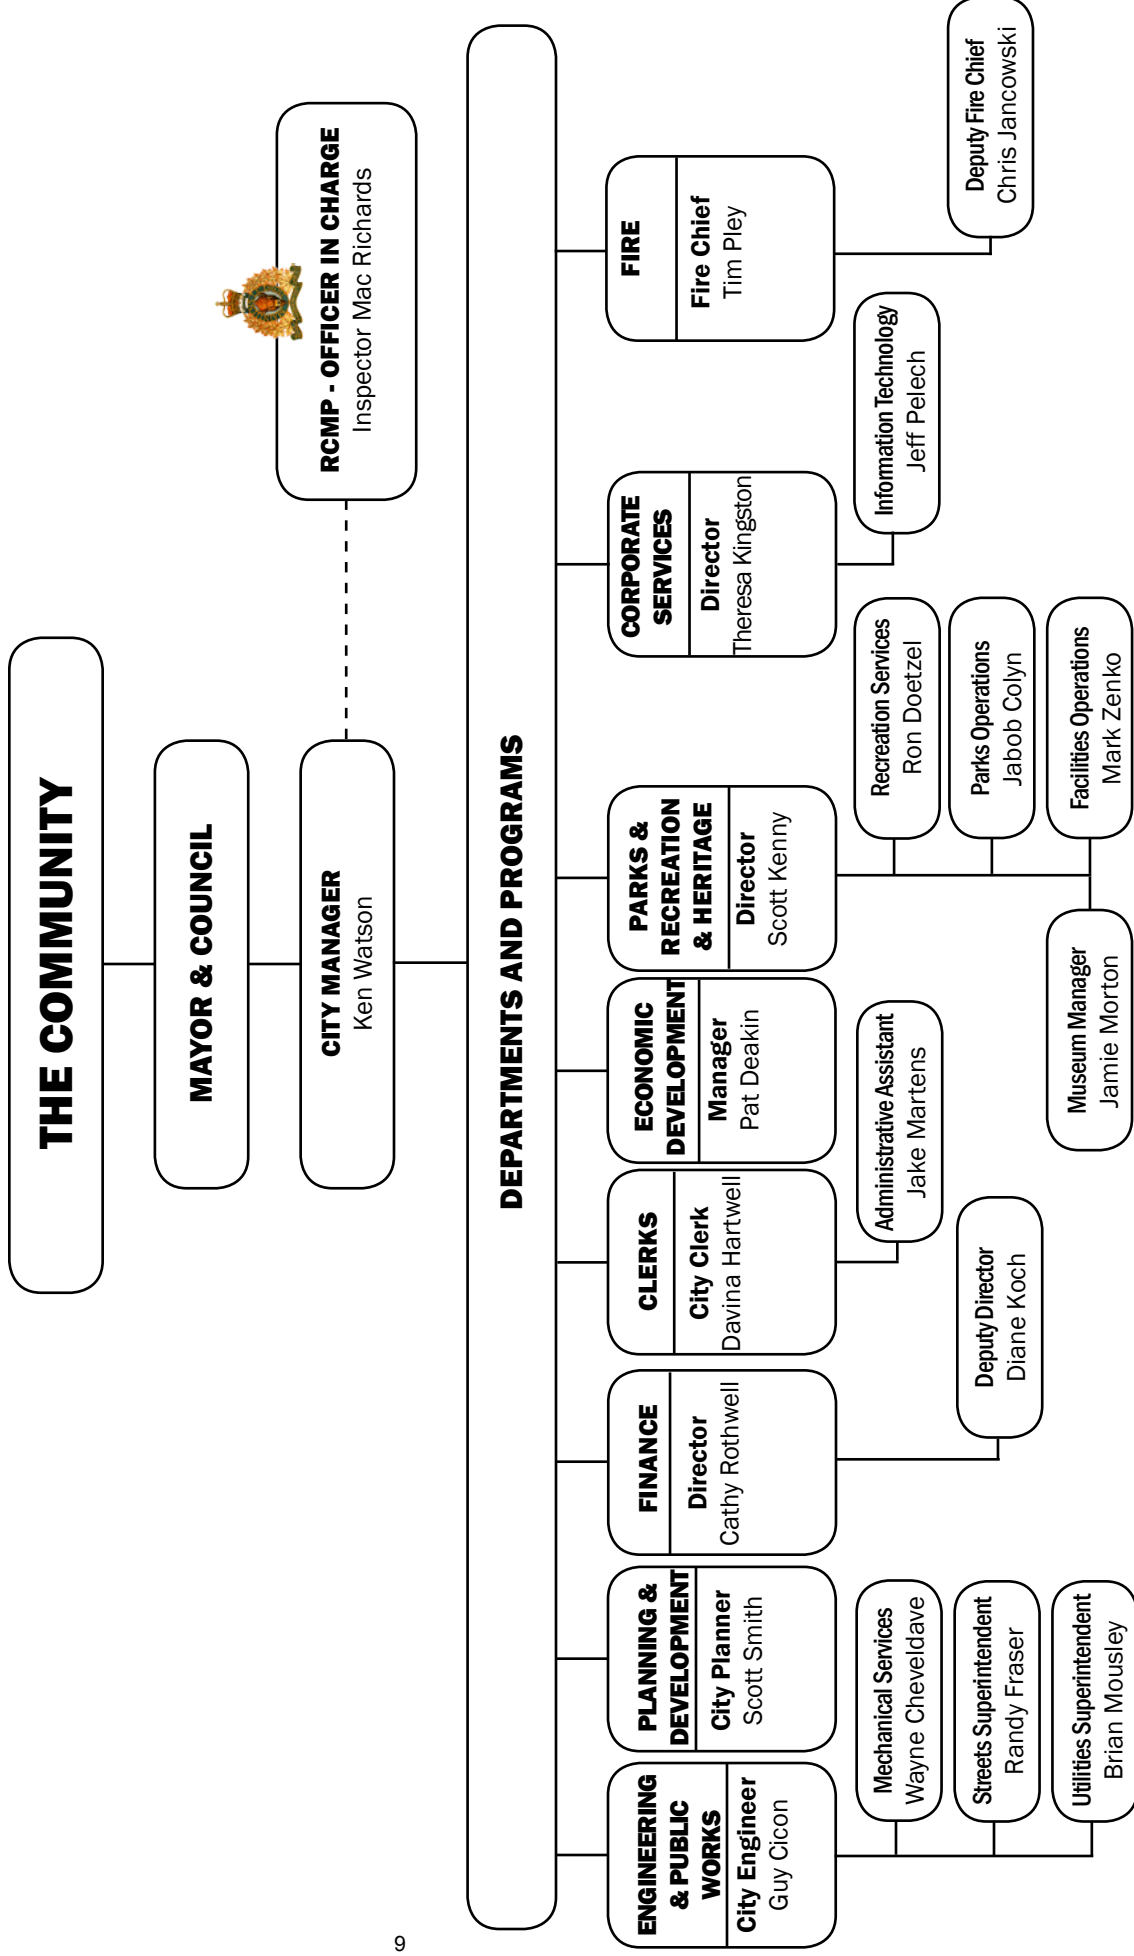 THE COMMUNITY
MAYOR & COUNCIL
CITY MANAGER
Ken Watson
RCMP - OFFICER IN CHARGE
Inspector Mac Richards
DEPARTMENTS AND PROGRAMS
ENGINEERING
& PUBLIC
WORKS
City Engineer
Guy Cicon
Mechanical Services
Wayne Cheveldave
Streets Superintendent
Randy Fraser
Utilities Superintendent
Brian Mousley
PLANNING &
DEVELOPMENT
City Planner
Scott Smith
FINANCE
Director
Cathy Rothwell
Deputy Director
Diane Koch
CLERKS
City Clerk
Davina Hartwell
Administrative Assistant
Jake Martens
ECONOMIC
DEVELOPMENT
Manager
Pat Deakin
PARKS &
RECREATION
& HERITAGE
Director
Scott Kenny
Recreation Services
Ron Doetzel
Parks Operations
Jabob Colyn
Facilities Operations
Mark Zenko
Museum Manager
Jamie Morton
CORPORATE
SERVICES
Director
Theresa Kingston
Information Technology
Jeff Pelech
FIRE
Fire Chief
Tim Pley
Deputy Fire Chief
Chris Jancowski
9